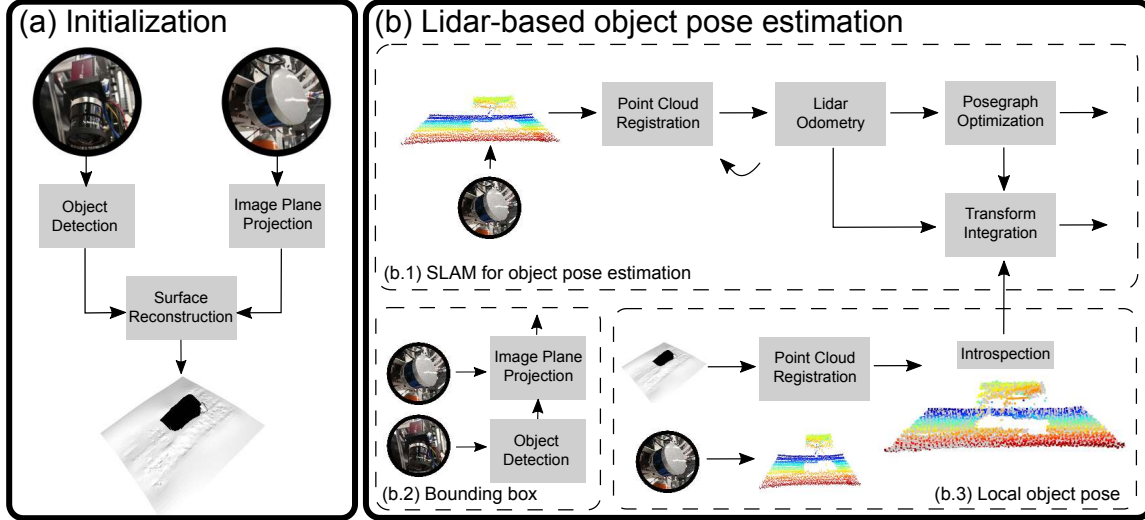 (a) Initialization
Object
Detection
Image Plane
Projection
Surface
Reconstruction
(b) Lidar-based object pose estimation
Point Cloud
Registration
Lidar
Odometry
Posegraph
Optimization
Transform
Integration
(b.1) SLAM for object pose estimation
Image Plane
Projection
Object
Detection
(b.2) Bounding box
Point Cloud
Registration
Introspection
(b.3) Local object pose